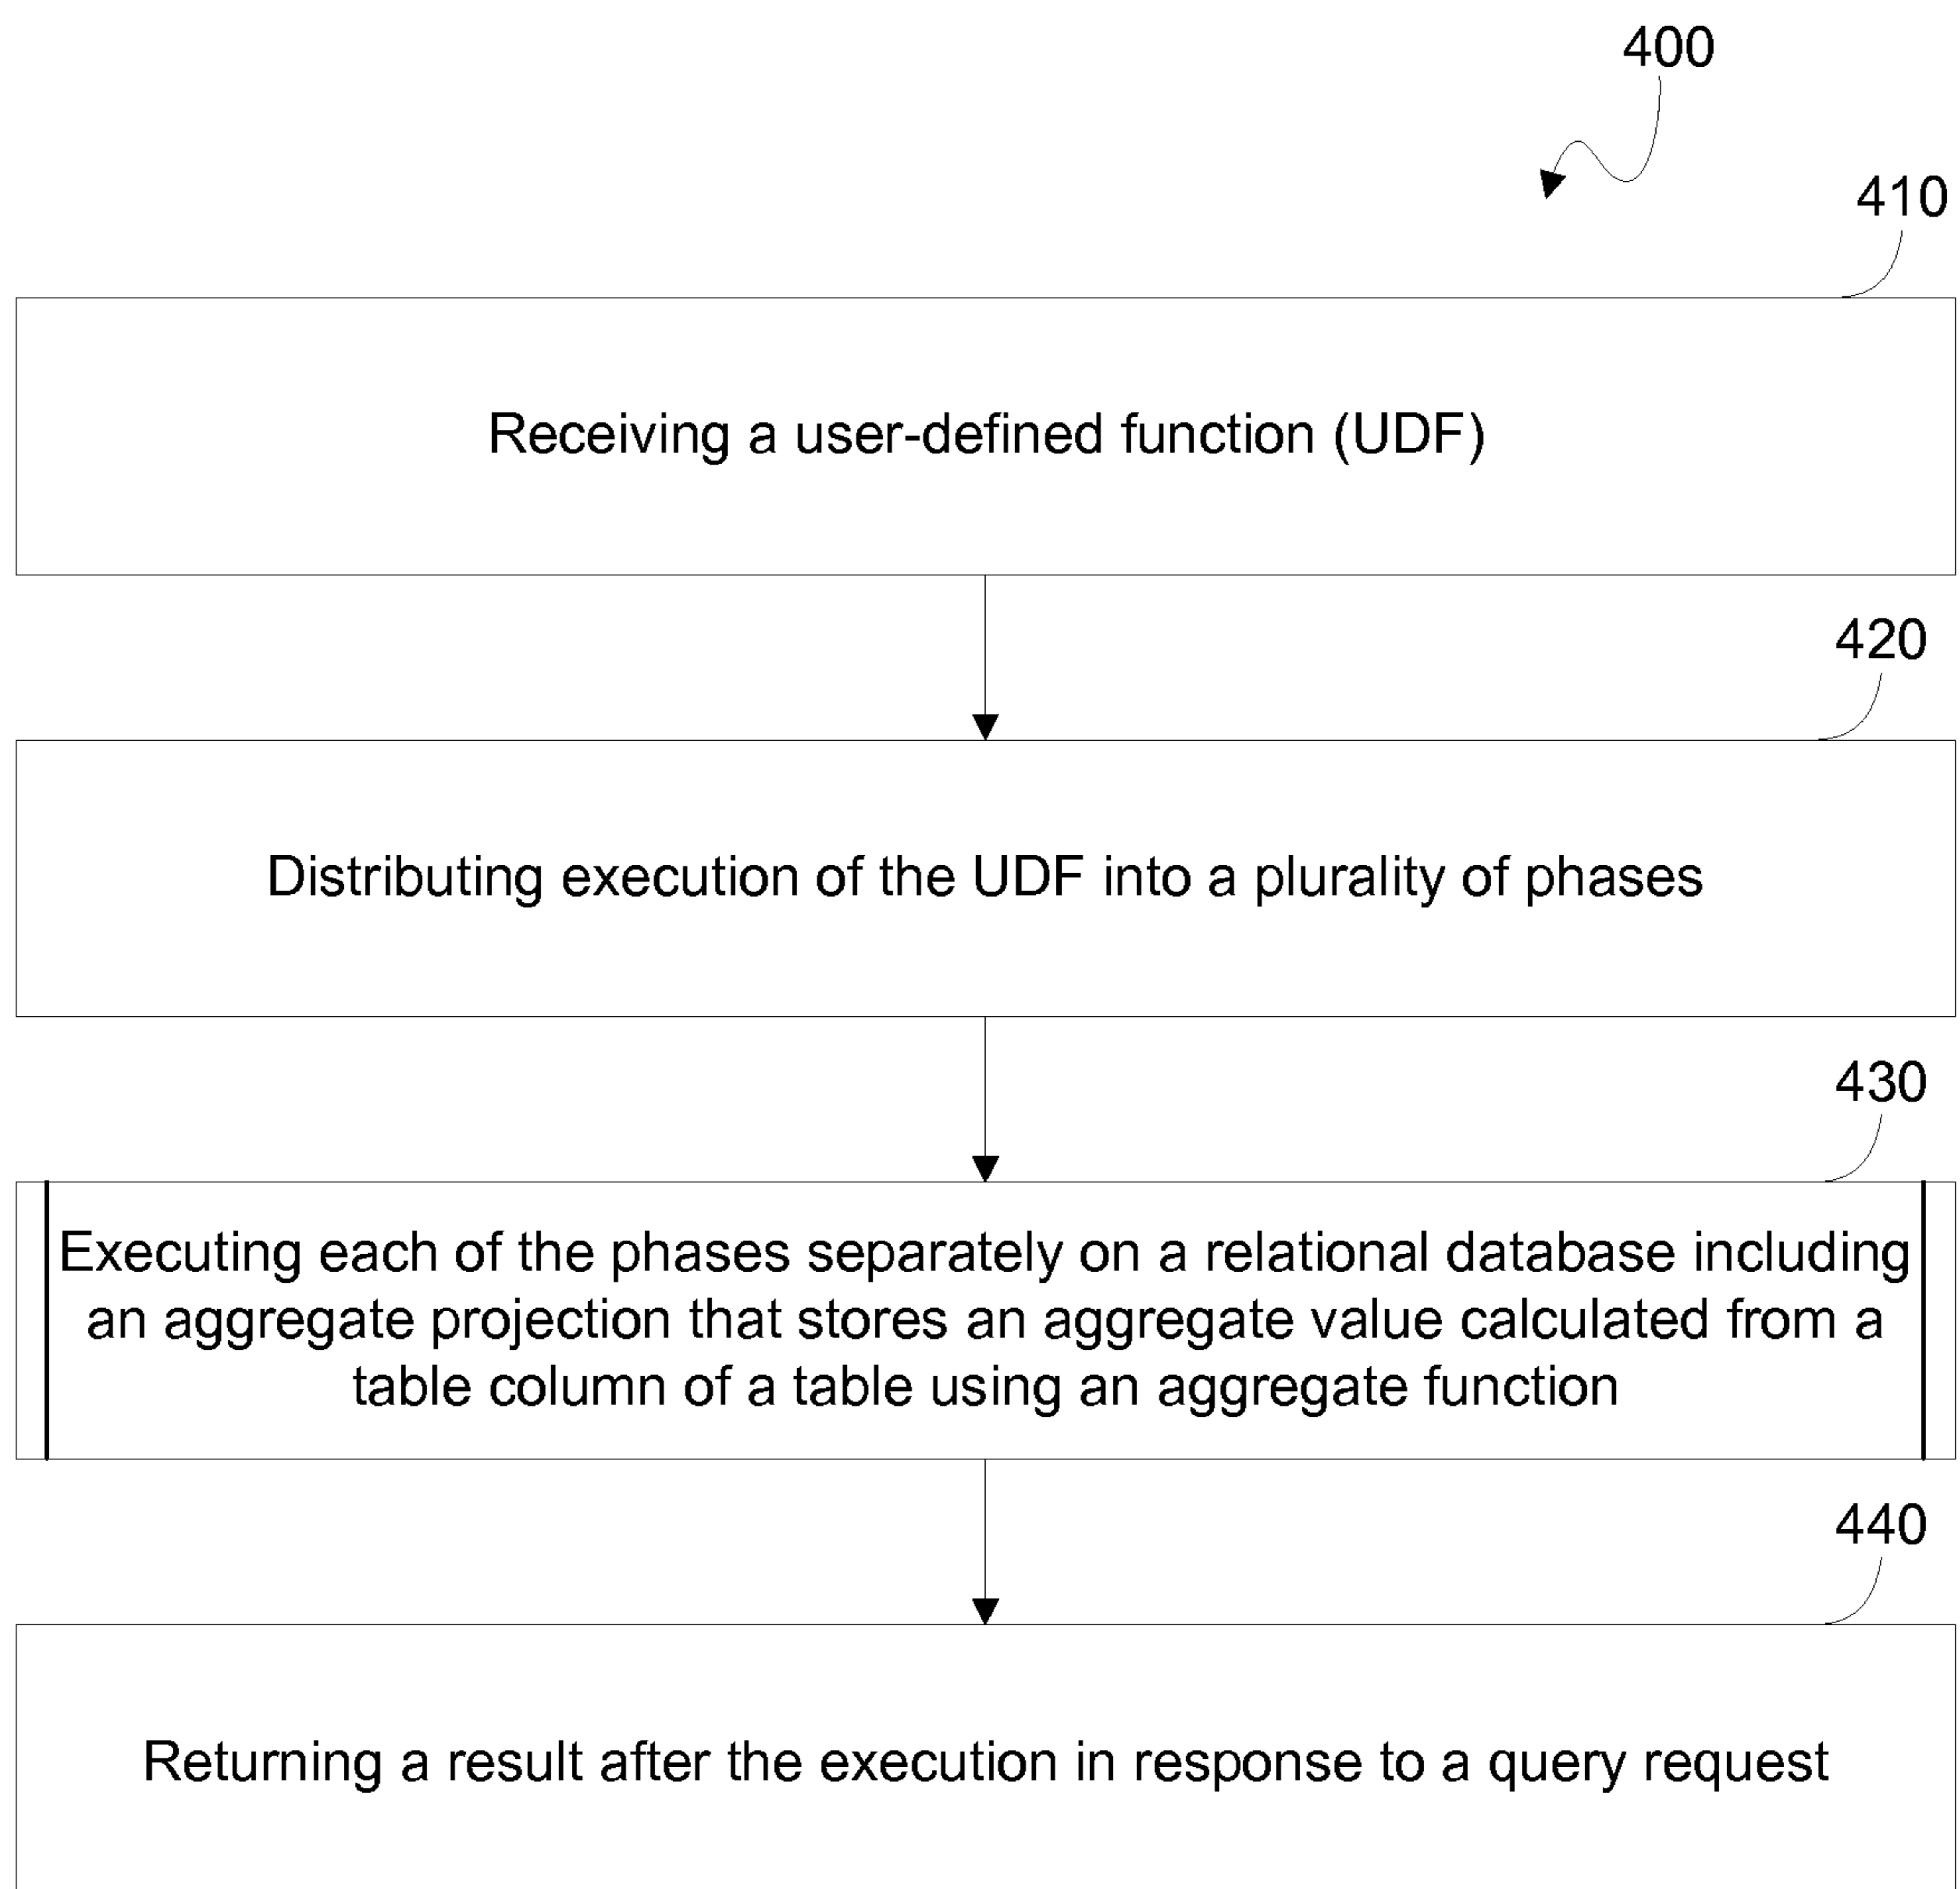 400
410
Receiving a user-defined function (UDF)
420
Distributing execution of the UDF into a plurality of phases
430
Executing each of the phases separately on a relational database including
an aggregate projection that stores an aggregate value calculated from a
table column of a table using an aggregate function
440
Returning a result after the execution in response to a query request